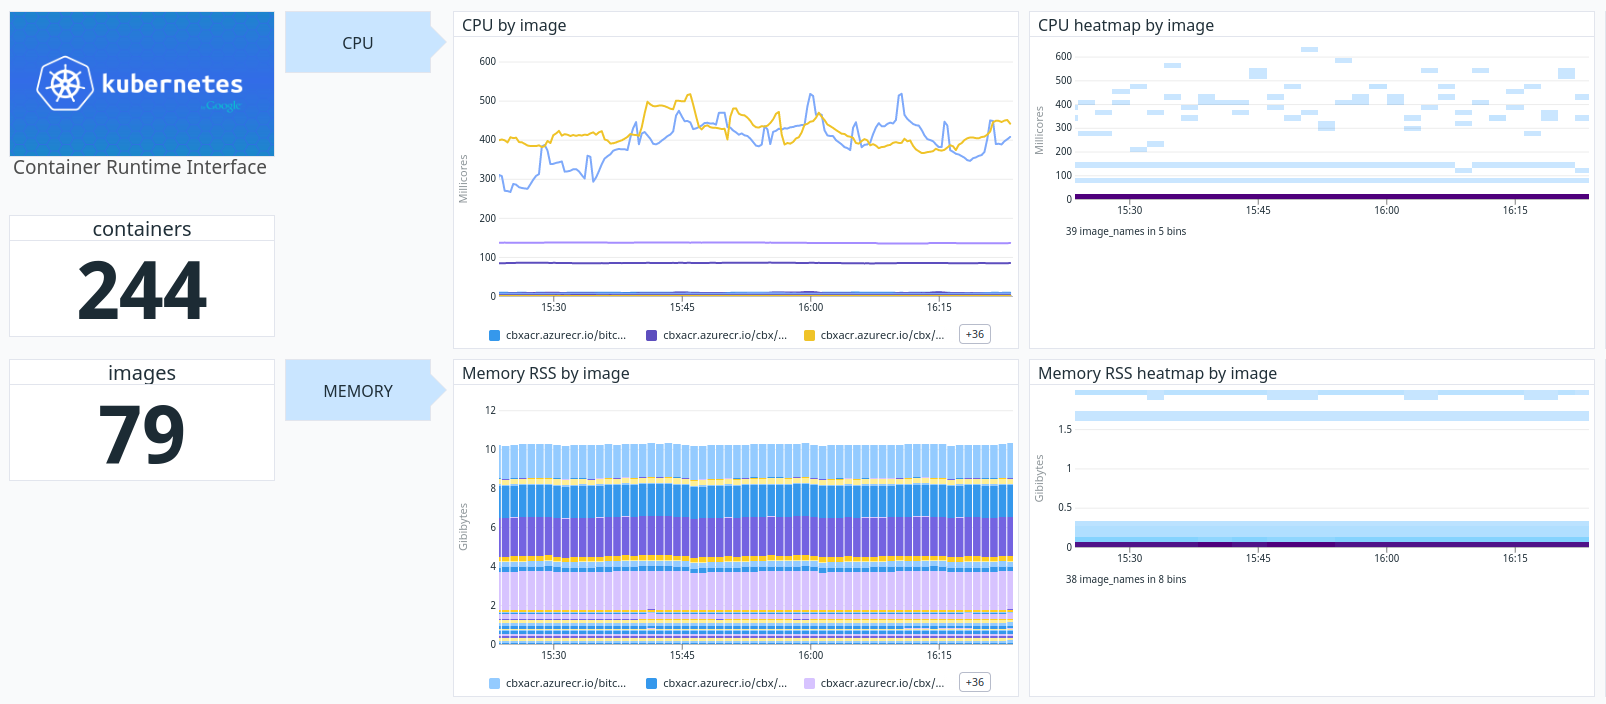 kubernetes
by Google
Container Runtime Interface
containers
244
images
79
CPU
MEMORY
CPU by image
600
500
400
300
200
100
0
Millicores
15:30 15:45 16:00 16:15
cbxacr.azurecr.io/bitc... cbxacr.azurecr.io/cbx/... cbxacr.azurecr.io/cbx/... +36
CPU heatmap by image
600
500
400
300
200
100
0
Millicores
15:30 15:45 16:00 16:15
39 image_names in 5 bins
Memory RSS by image
12
10
8
6
4
2
0
Gibibytes
15:30 15:45 16:00 16:15
cbxacr.azurecr.io/bitc... cbxacr.azurecr.io/cbx/... cbxacr.azurecr.io/cbx/... +36
Memory RSS heatmap by image
1.5
1
0.5
0
Gibibytes
15:30 15:45 16:00 16:15
38 image_names in 8 bins